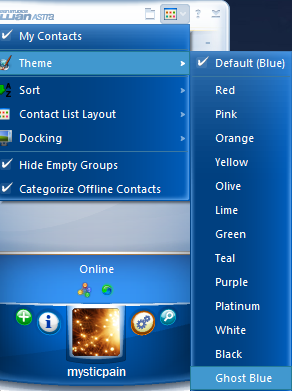 ASTRA
My Contacts
Theme
Sort
Contact List Layout
Docking
Hide Empty Groups
Categorize Offline Contacts
Default (Blue)
Red
Pink
Orange
Yellow
Olive
Lime
Green
Teal
Purple
Platinum
White
Black
Ghost Blue
Online
mysticpain